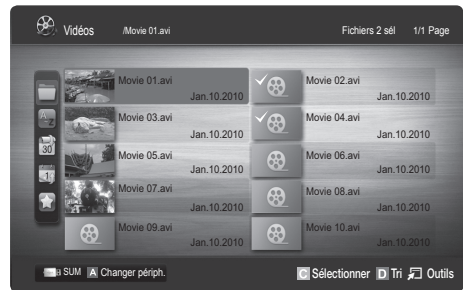 Vidéos /Movie 01.avi Fichiers 2 sél 1/1 Page
Movie 01.avi Movie 02.avi
Jan.10.2010 Jan.10.2010
Movie 03.avi Movie 04.avi
Jan.10.2010 Jan.10.2010
Movie 05.avi Movie 06.avi
Jan.10.2010 Jan.10.2010
Movie 07.avi Movie 08.avi
Jan.10.2010 Jan.10.2010
Movie 09.avi Movie 10.avi
Jan.10.2010 Jan.10.2010
SUM A Changer périph. C Sélectionner D Tri Outils